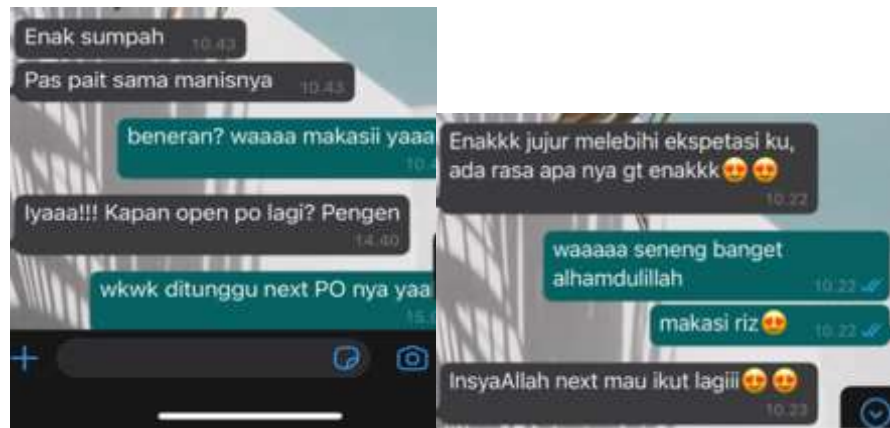 Enak sumpah 10.43
Pas pait sama manisnya 10.43
beneran? waaaa makasii yaaa
Iyaaa!!! Kapan open po lagi? Pengen
14.40
wkwk ditunggu next PO nya yaa
Enakkk jujur melebihi ekspetasi ku,
ada rasa apa nya gt enakkk😍 😍
10.22
waaaaa seneng banget
alhamdulillah 10.22
makasi riz😍 10.22
InsyaAllah next mau ikut lagiii😍 😍
10.23